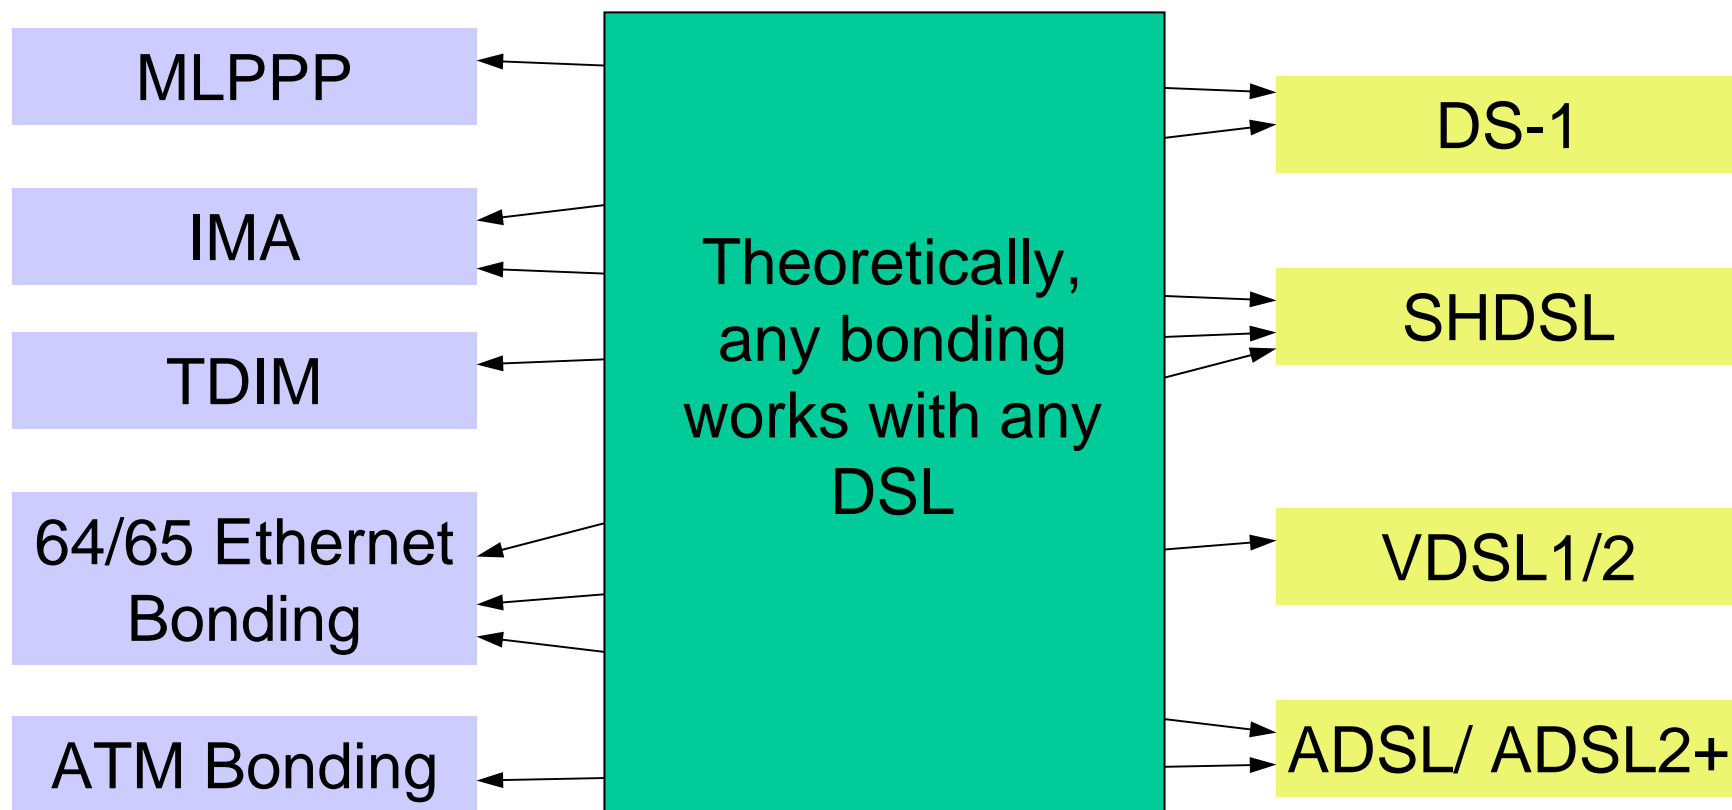 MLPPP
IMA
TDIM
64/65 Ethernet
Bonding
ATM Bonding
Theoretically,
any bonding
works with any
DSL
DS-1
SHDSL
VDSL1/2
ADSL/ ADSL2+